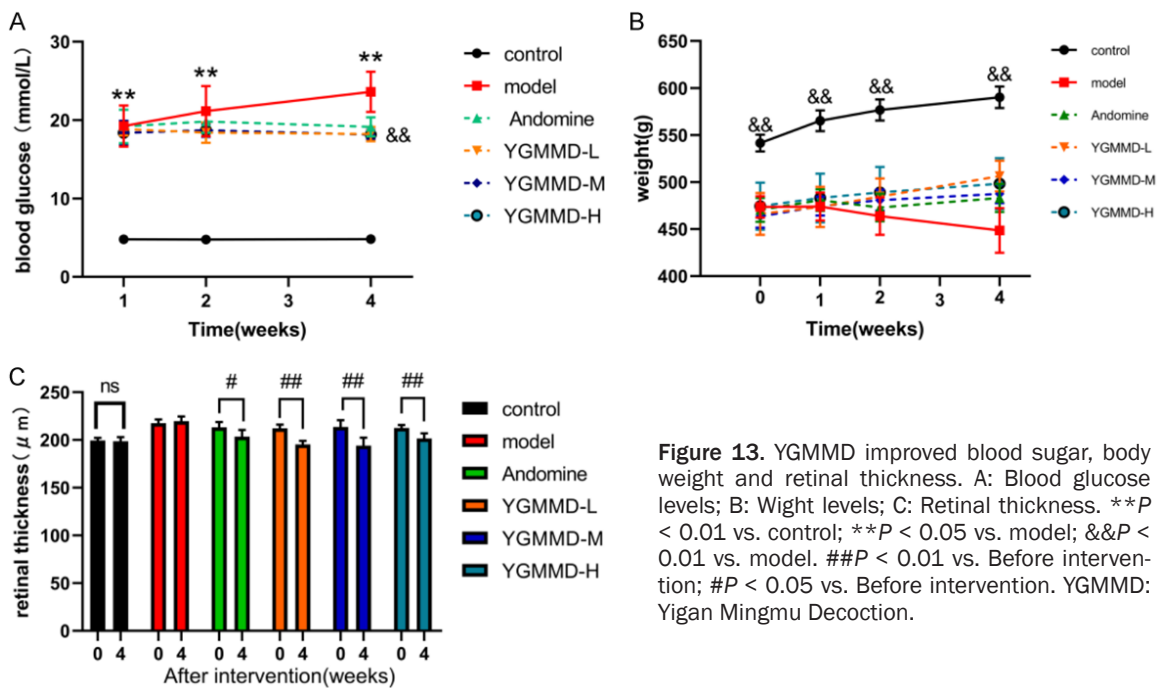 A
blood glucose (mmol/L)
30
20
10
0
** ** **
&&
1 2 3 4
Time(weeks)
control
model
Andomine
YGMMD-L
YGMMD-M
YGMMD-H
B
weight(g)
650
600
550
500
450
400
&& && && &&
0 1 2 3 4
Time(weeks)
control
model
Andomine
YGMMD-L
YGMMD-M
YGMMD-H
C
retinal thickness(μm)
250
200
150
100
50
0
ns # ## ## ##
0 4 0 4 0 4 0 4 0 4 0 4
After intervention(weeks)
control
model
Andomine
YGMMD-L
YGMMD-M
YGMMD-H
Figure 13. YGMMD improved blood sugar, body
weight and retinal thickness. A: Blood glucose
levels; B: Wight levels; C: Retinal thickness. **P
< 0.01 vs. control; **P < 0.05 vs. model; &&P <
0.01 vs. model. ##P < 0.01 vs. Before interven-
tion; #P < 0.05 vs. Before intervention. YGMMD:
Yigan Mingmu Decoction.